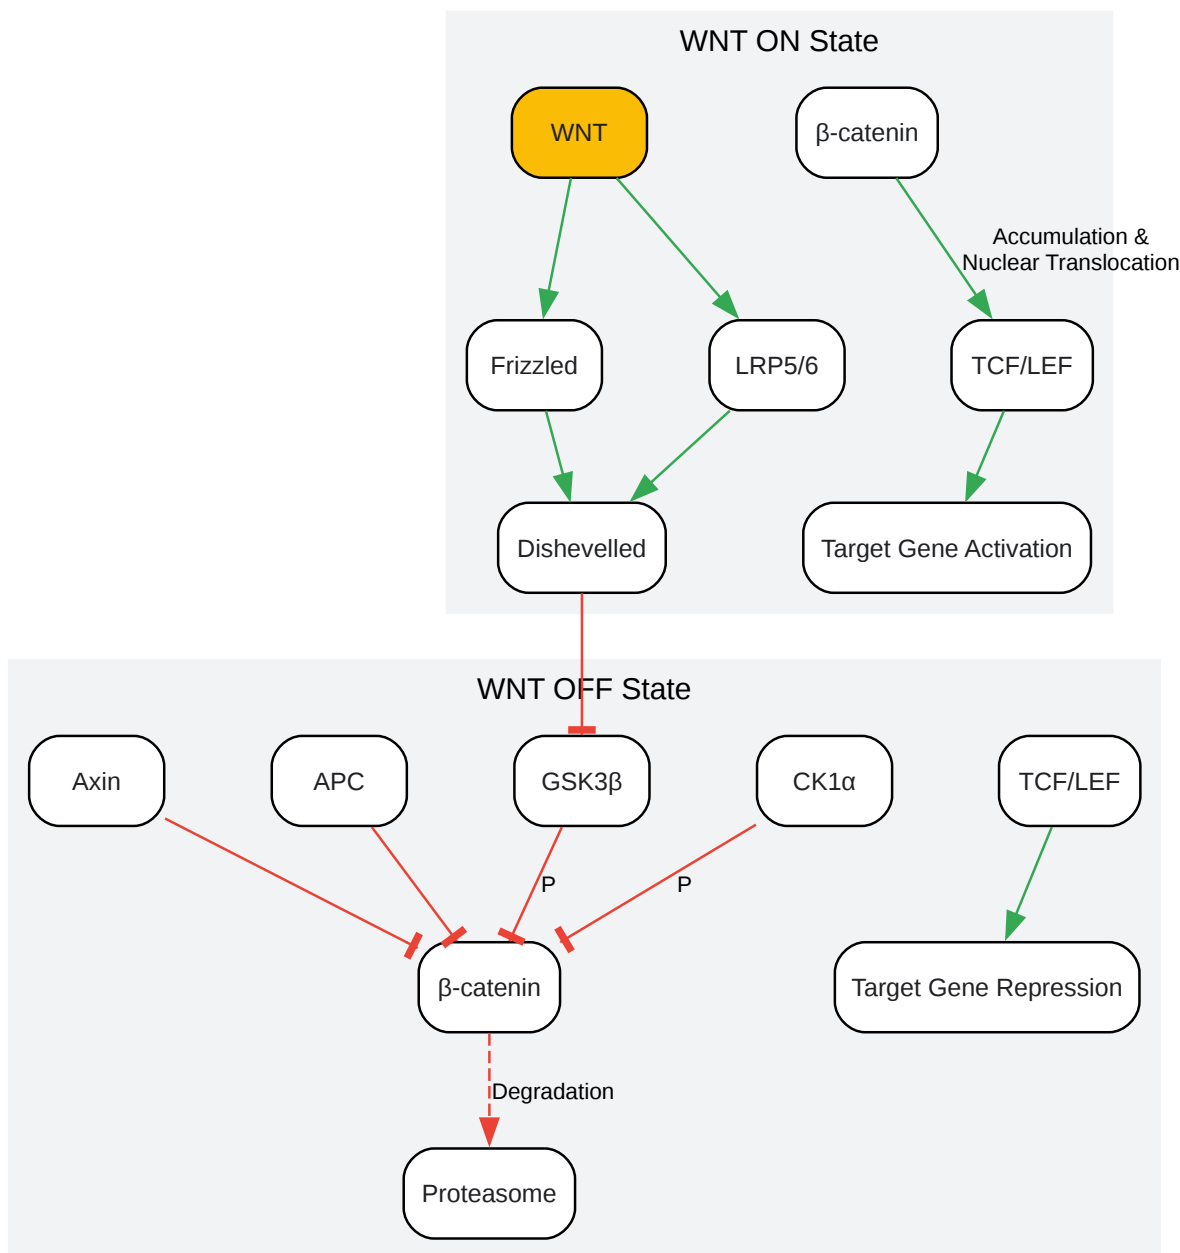 WNT ON State
WNT
β-catenin
Accumulation &
Nuclear Translocation
Frizzled
LRP5/6
TCF/LEF
Dishevelled
Target Gene Activation
WNT OFF State
Axin
APC
GSK3β
CK1α
TCF/LEF
P
P
β-catenin
Target Gene Repression
Degradation
Proteasome